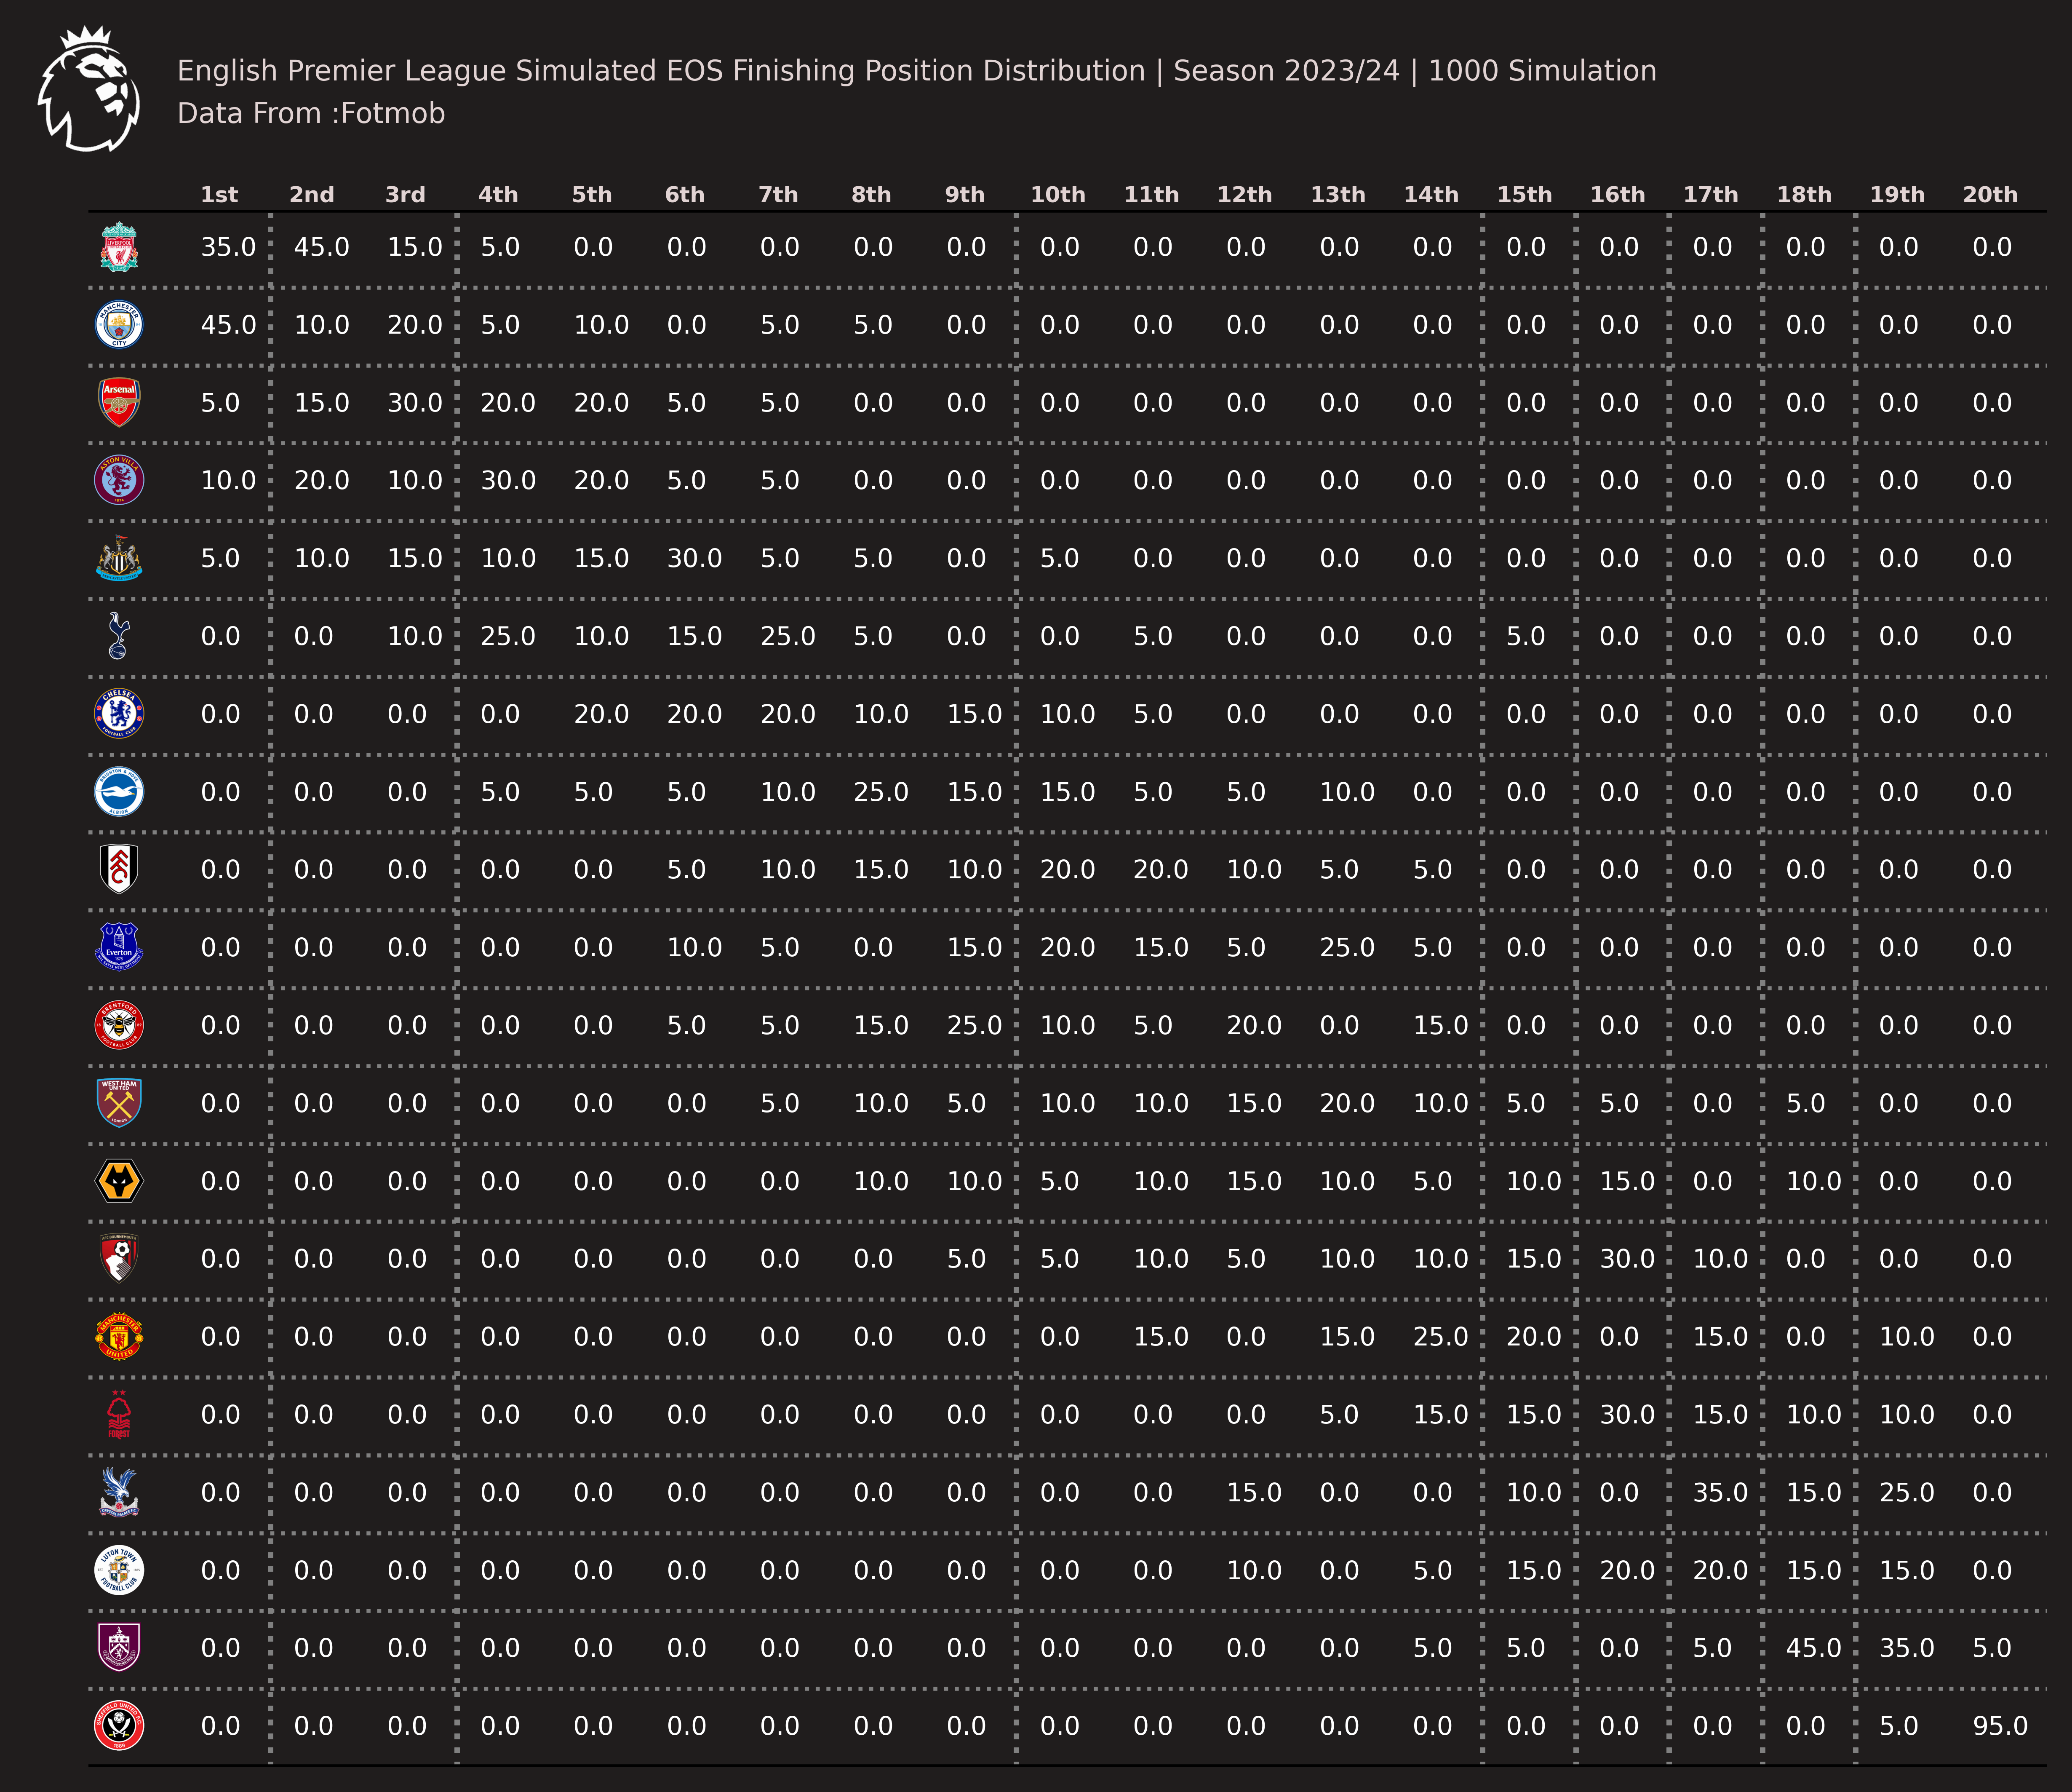 English Premier League Simulated EOS Finishing Position Distribution | Season 2023/24 | 1000 Simulation
Data From :Fotmob
1st 2nd 3rd 4th 5th 6th 7th 8th 9th 10th 11th 12th 13th 14th 15th 16th 17th 18th 19th 20th
LIVERPOOL
35.0 45.0 15.0 5.0 0.0 0.0 0.0 0.0 0.0 0.0 0.0 0.0 0.0 0.0 0.0 0.0 0.0 0.0 0.0 0.0
MANCHESTER CITY
45.0 10.0 20.0 5.0 10.0 0.0 5.0 5.0 0.0 0.0 0.0 0.0 0.0 0.0 0.0 0.0 0.0 0.0 0.0 0.0
Arsenal
5.0 15.0 30.0 20.0 20.0 5.0 5.0 0.0 0.0 0.0 0.0 0.0 0.0 0.0 0.0 0.0 0.0 0.0 0.0 0.0
ASTON VILLA
10.0 20.0 10.0 30.0 20.0 5.0 5.0 0.0 0.0 0.0 0.0 0.0 0.0 0.0 0.0 0.0 0.0 0.0 0.0 0.0
5.0 10.0 15.0 10.0 15.0 30.0 5.0 5.0 0.0 5.0 0.0 0.0 0.0 0.0 0.0 0.0 0.0 0.0 0.0 0.0
0.0 0.0 10.0 25.0 10.0 15.0 25.0 5.0 0.0 0.0 5.0 0.0 0.0 0.0 5.0 0.0 0.0 0.0 0.0 0.0
CHELSEA FOOTBALL CLUB
0.0 0.0 0.0 0.0 20.0 20.0 20.0 10.0 15.0 10.0 5.0 0.0 0.0 0.0 0.0 0.0 0.0 0.0 0.0 0.0
BRIGHTON & HOVE ALBION
0.0 0.0 0.0 5.0 5.0 5.0 10.0 25.0 15.0 15.0 5.0 5.0 10.0 0.0 0.0 0.0 0.0 0.0 0.0 0.0
0.0 0.0 0.0 0.0 0.0 5.0 10.0 15.0 10.0 20.0 20.0 10.0 5.0 5.0 0.0 0.0 0.0 0.0 0.0 0.0
Everton
0.0 0.0 0.0 0.0 0.0 10.0 5.0 0.0 15.0 20.0 15.0 5.0 25.0 5.0 0.0 0.0 0.0 0.0 0.0 0.0
BRENTFORD FOOTBALL CLUB
0.0 0.0 0.0 0.0 0.0 5.0 5.0 15.0 25.0 10.0 5.0 20.0 0.0 15.0 0.0 0.0 0.0 0.0 0.0 0.0
WEST HAM UNITED LONDON
0.0 0.0 0.0 0.0 0.0 0.0 5.0 10.0 5.0 10.0 10.0 15.0 20.0 10.0 5.0 5.0 0.0 5.0 0.0 0.0
0.0 0.0 0.0 0.0 0.0 0.0 0.0 10.0 10.0 5.0 10.0 15.0 10.0 5.0 10.0 15.0 0.0 10.0 0.0 0.0
0.0 0.0 0.0 0.0 0.0 0.0 0.0 0.0 5.0 5.0 10.0 5.0 10.0 10.0 15.0 30.0 10.0 0.0 0.0 0.0
MANCHESTER UNITED
0.0 0.0 0.0 0.0 0.0 0.0 0.0 0.0 0.0 0.0 15.0 0.0 15.0 25.0 20.0 0.0 15.0 0.0 10.0 0.0
FOREST
0.0 0.0 0.0 0.0 0.0 0.0 0.0 0.0 0.0 0.0 0.0 0.0 5.0 15.0 15.0 30.0 15.0 10.0 10.0 0.0
0.0 0.0 0.0 0.0 0.0 0.0 0.0 0.0 0.0 0.0 0.0 15.0 0.0 0.0 10.0 0.0 35.0 15.0 25.0 0.0
LUTON TOWN FOOTBALL CLUB
0.0 0.0 0.0 0.0 0.0 0.0 0.0 0.0 0.0 0.0 0.0 10.0 0.0 5.0 15.0 20.0 20.0 15.0 15.0 0.0
0.0 0.0 0.0 0.0 0.0 0.0 0.0 0.0 0.0 0.0 0.0 0.0 0.0 5.0 5.0 0.0 5.0 45.0 35.0 5.0
SHEFFIELD UNITED F.C. 1889
0.0 0.0 0.0 0.0 0.0 0.0 0.0 0.0 0.0 0.0 0.0 0.0 0.0 0.0 0.0 0.0 0.0 0.0 5.0 95.0